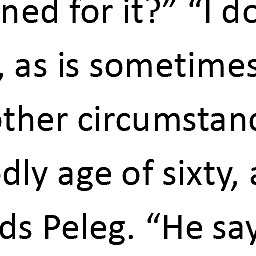 ned for it?” “I do
, as is sometimes
other circumstanc
dly age of sixty, a
ds Peleg. “He say